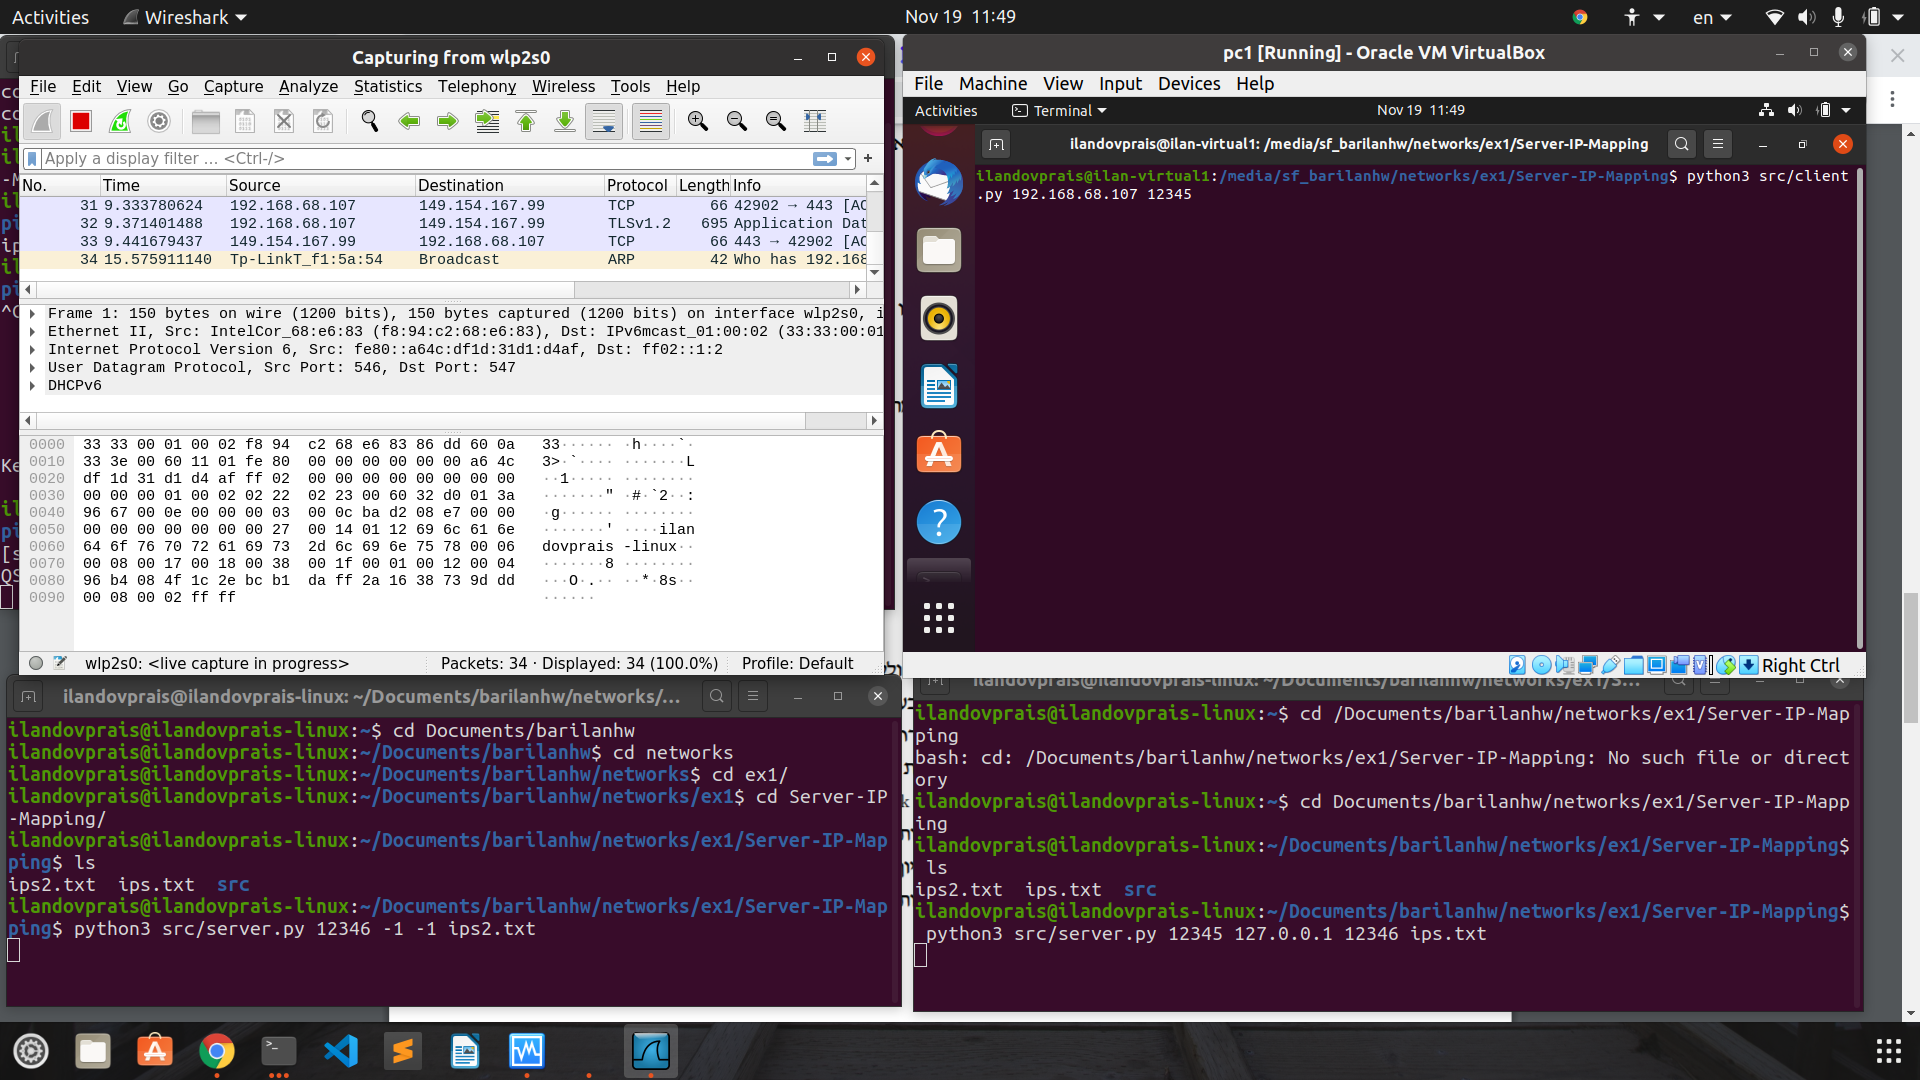 Activities
Wireshark
Nov 19 11:49
en
Capturing from wlp2s0
File Edit View Go Capture Analyze Statistics Telephony Wireless Tools Help
Apply a display filter … <Ctrl-/>
No. Time Source Destination Protocol Length Info
31 9.333780624 192.168.68.107 149.154.167.99 TCP 66 42902 → 443 [AC
32 9.371401488 192.168.68.107 149.154.167.99 TLSv1.2 695 Application Dat
33 9.441679437 149.154.167.99 192.168.68.107 TCP 66 443 → 42902 [AC
34 15.575911140 Tp-LinkT_f1:5a:54 Broadcast ARP 42 Who has 192.168
Frame 1: 150 bytes on wire (1200 bits), 150 bytes captured (1200 bits) on interface wlp2s0, i
Ethernet II, Src: IntelCor_68:e6:83 (f8:94:c2:68:e6:83), Dst: IPv6mcast_01:00:02 (33:33:00:01
Internet Protocol Version 6, Src: fe80::a64c:df1d:31d1:d4af, Dst: ff02::1:2
User Datagram Protocol, Src Port: 546, Dst Port: 547
DHCPv6
0000 33 33 00 01 00 02 f8 94 c2 68 e6 83 86 dd 60 0a 33······ ·h····`·
0010 33 3e 00 60 11 01 fe 80 00 00 00 00 00 00 a6 4c 3>·`···· ·······L
0020 df 1d 31 d1 d4 af ff 02 00 00 00 00 00 00 00 00 ··1····· ········
0030 00 00 00 01 00 02 02 22 02 23 00 60 32 d0 01 3a ·······" ·#·`2··:
0040 96 67 00 0e 00 00 00 03 00 0c ba d2 08 e7 00 00 ·g······ ········
0050 00 00 00 00 00 00 00 27 00 14 01 12 69 6c 61 6e ·······' ····ilan
0060 64 6f 76 70 72 61 69 73 2d 6c 69 6e 75 78 00 06 dovprais -linux··
0070 00 08 00 17 00 18 00 38 00 1f 00 01 00 12 00 04 ·······8 ········
0080 96 b4 08 4f 1c 2e bc b1 da ff 2a 16 38 73 9d dd ···O·.·· ··*·8s··
0090 00 08 00 02 ff ff ······
wlp2s0: <live capture in progress> Packets: 34 · Displayed: 34 (100.0%) Profile: Default
pc1 [Running] - Oracle VM VirtualBox
File Machine View Input Devices Help
Activities Terminal Nov 19 11:49
ilandovprais@ilan-virtual1: /media/sf_barilanhw/networks/ex1/Server-IP-Mapping
ilandovprais@ilan-virtual1:/media/sf_barilanhw/networks/ex1/Server-IP-Mapping$ python3 src/client
.py 192.168.68.107 12345
Right Ctrl
ilandovprais@ilandovprais-linux: ~/Documents/barilanhw/networks/...
ilandovprais@ilandovprais-linux:~$ cd Documents/barilanhw
ilandovprais@ilandovprais-linux:~/Documents/barilanhw$ cd networks
ilandovprais@ilandovprais-linux:~/Documents/barilanhw/networks$ cd ex1/
ilandovprais@ilandovprais-linux:~/Documents/barilanhw/networks/ex1$ cd Server-IP
-Mapping/
ilandovprais@ilandovprais-linux:~/Documents/barilanhw/networks/ex1/Server-IP-Map
ping$ ls
ips2.txt ips.txt src
ilandovprais@ilandovprais-linux:~/Documents/barilanhw/networks/ex1/Server-IP-Map
ping$ python3 src/server.py 12346 -1 -1 ips2.txt
ilandovprais@ilandovprais-linux: ~/Documents/barilanhw/networks/ex1/S...
ilandovprais@ilandovprais-linux:~$ cd /Documents/barilanhw/networks/ex1/Server-IP-Map
ping
bash: cd: /Documents/barilanhw/networks/ex1/Server-IP-Mapping: No such file or direct
ory
ilandovprais@ilandovprais-linux:~$ cd Documents/barilanhw/networks/ex1/Server-IP-Mapp
ing
ilandovprais@ilandovprais-linux:~/Documents/barilanhw/networks/ex1/Server-IP-Mapping$
ls
ips2.txt ips.txt src
ilandovprais@ilandovprais-linux:~/Documents/barilanhw/networks/ex1/Server-IP-Mapping$
python3 src/server.py 12345 127.0.0.1 12346 ips.txt